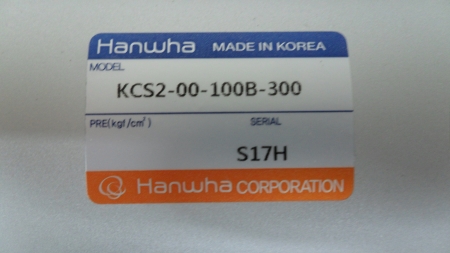 Hanwha MADE IN KOREA
MODEL
KCS2-00-100B-300
PRE(kgf/cm²) SERIAL
S17H
Hanwha CORPORATION